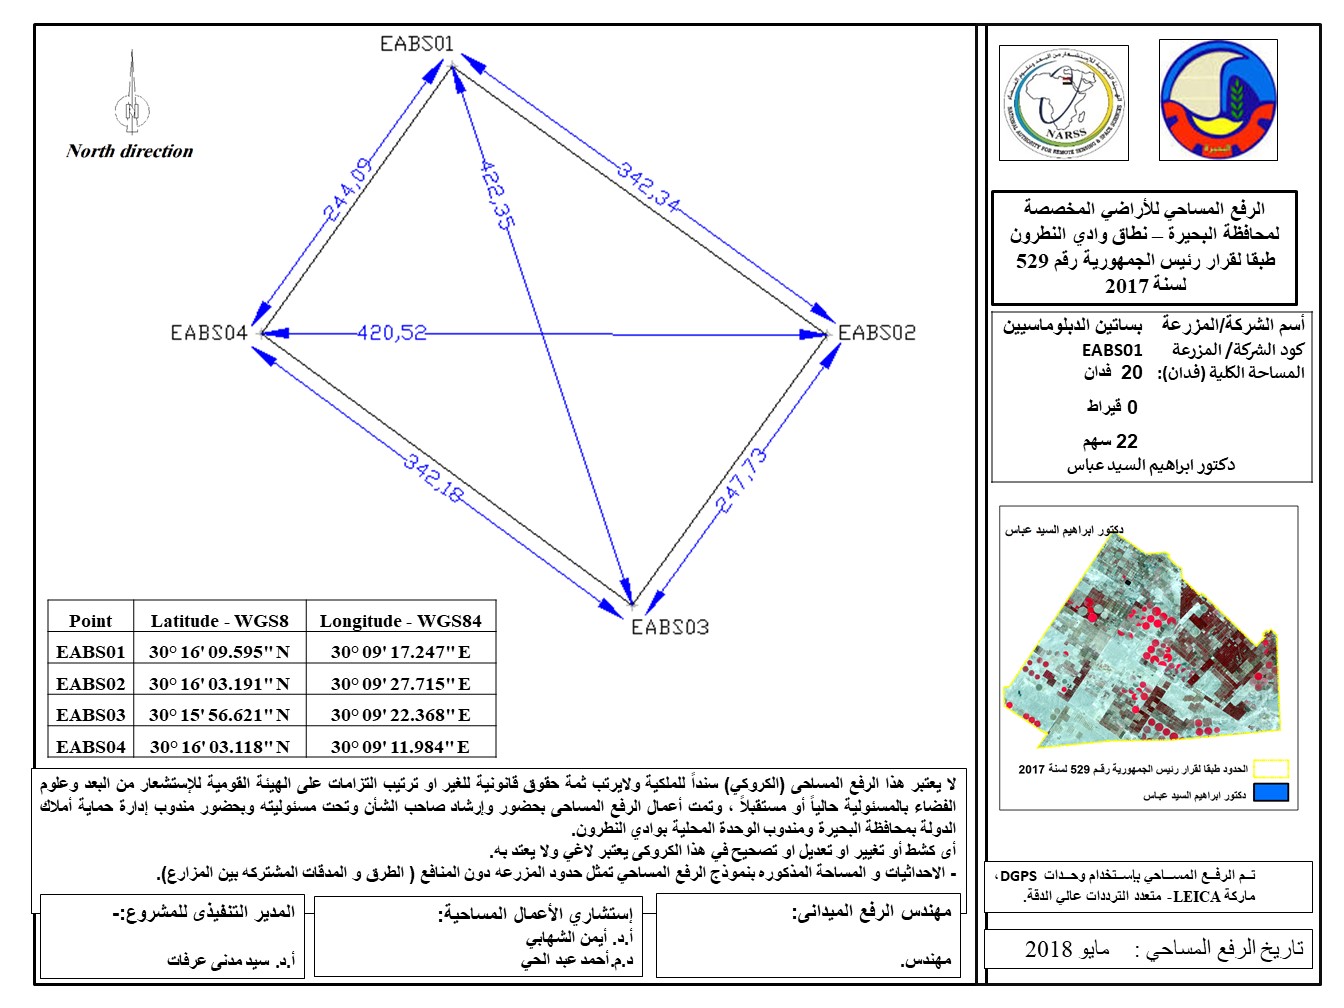 EABS01
North direction
244,09
342,34
422,35
EABS04
420,52
EABS02
342,18
247,73
EABS03
Point Latitude - WGS8 Longitude - WGS84
EABS01 30° 16' 09.595" N 30° 09' 17.247" E
EABS02 30° 16' 03.191" N 30° 09' 27.715" E
EABS03 30° 15' 56.621" N 30° 09' 22.368" E
EABS04 30° 16' 03.118" N 30° 09' 11.984" E
NARSS
NATIONAL AUTHORITY FOR REMOTE SENSING & SPACE SCIENCES
البحيرة
الرفع المساحي للأراضي المخصصة
لمحافظة البحيرة – نطاق وادي النطرون
طبقا لقرار رئيس الجمهورية رقم 529
لسنة 2017
أسم الشركة/المزرعة بساتين الدبلوماسيين
كود الشركة/ المزرعة EABS01
المساحة الكلية (فدان): 20 فدان
0 قيراط
22 سهم
دكتور ابراهيم السيد عباس
دكتور ابراهيم السيد عباس
الحدود طبقا لقرار رئيس الجمهورية رقم 529 لسنة 2017
دكتور ابراهيم السيد عباس
تـم الرفـع المسـاحي بإسـتخدام وحـدات DGPS،
ماركة LEICA- متعدد الترددات عالي الدقة.
تاريخ الرفع المساحي : مايو 2018
لا يعتبر هذا الرفع المساحى (الكروكي) سنداً للملكية ولايرتب ثمة حقوق قانونية للغير او ترتيب التزامات على الهيئة القومية للإستشعار من البعد وعلوم
الفضاء بالمسئولية حالياً أو مستقبلاً ، وتمت أعمال الرفع المساحى بحضور وإرشاد صاحب الشأن وتحت مسئوليته وبحضور مندوب إدارة حماية أملاك
الدولة بمحافظة البحيرة ومندوب الوحدة المحلية بوادي النطرون.
أى كشط أو تغيير او تعديل او تصحيح في هذا الكروكى يعتبر لاغي ولا يعتد به.
- الاحداثيات و المساحة المذكوره بنموذج الرفع المساحي تمثل حدود المزرعه دون المنافع ( الطرق و المدقات المشتركه بين المزارع).
مهندس الرفع الميدانى:
مهندس.
إستشاري الأعمال المساحية:
أ.د. أيمن الشهابي
د.م.أحمد عبد الحي
المدير التنفيذى للمشروع:-
أ.د. سيد مدنى عرفات